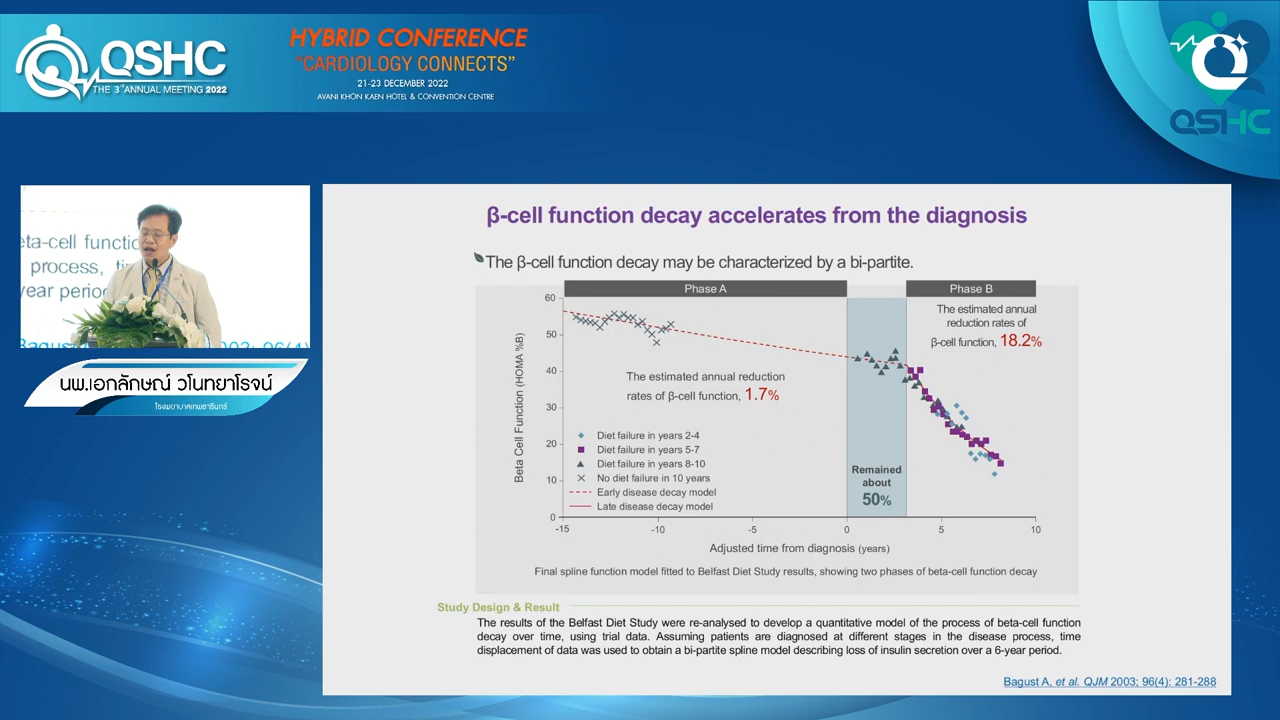 QSHC
THE 3rd ANNUAL MEETING 2022
HYBRID CONFERENCE
"CARDIOLOGY CONNECTS"
21-23 DECEMBER 2022
AVANI KHON KAEN HOTEL & CONVENTION CENTRE
QSHC
eta-cell functio
process, ti
year perio
Bagust
003; 96(4)
นพ.เอกลักษณ์ วโนทยาโรจน์
โรงพยาบาลเทพธารินทร์
β-cell function decay accelerates from the diagnosis
The β-cell function decay may be characterized by a bi-partite.
Phase A
Phase B
The estimated annual
reduction rates of
β-cell function, 18.2%
The estimated annual reduction
rates of β-cell function, 1.7%
Beta Cell Function (HOMA %B)
60
50
40
30
20
10
0
Diet failure in years 2-4
Diet failure in years 5-7
Diet failure in years 8-10
No diet failure in 10 years
Early disease decay model
Late disease decay model
Remained
about
50%
-15 -10 -5 0 5 10
Adjusted time from diagnosis (years)
Final spline function model fitted to Belfast Diet Study results, showing two phases of beta-cell function decay
Study Design & Result
The results of the Belfast Diet Study were re-analysed to develop a quantitative model of the process of beta-cell function
decay over time, using trial data. Assuming patients are diagnosed at different stages in the disease process, time
displacement of data was used to obtain a bi-partite spline model describing loss of insulin secretion over a 6-year period.
Bagust A, et al. QJM 2003; 96(4): 281-288